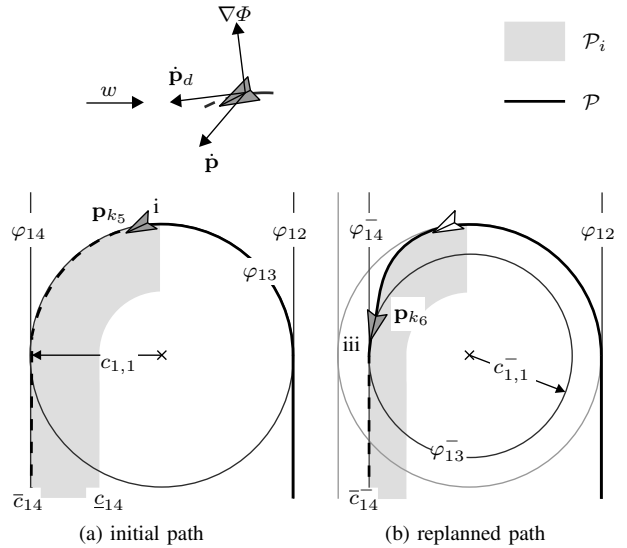 ∇Φ
w
ṗ_d
ṗ
𝒫_i
𝒫
p_{k_5}
i
φ_14
φ_12
φ_13
c_{1,1}
c̅_14
c̲_14
(a) initial path
φ_14^-
φ_12
p_{k_6}
iii
c_{1,1}^-
φ_13^-
c̅_14^-
(b) replanned path